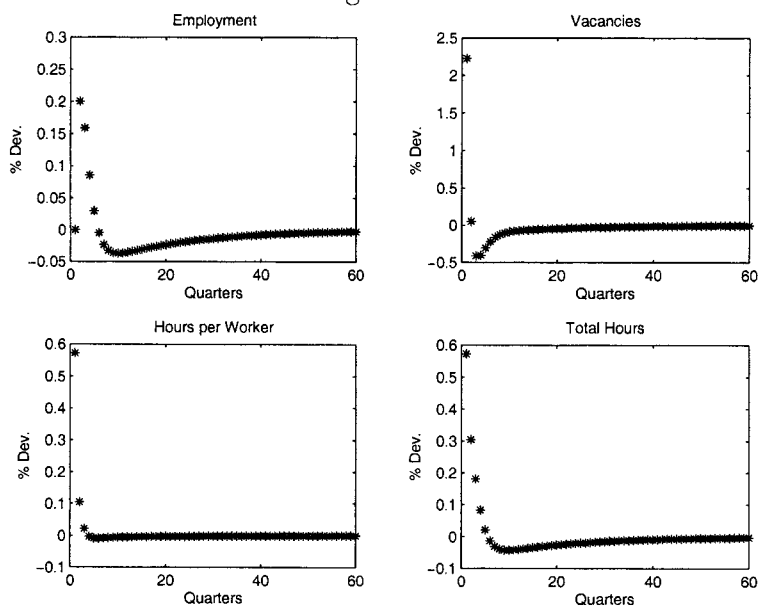 Employment
0.3
0.25
0.2
0.15
0.1
0.05
0
−0.05
% Dev.
0 20 40 60
Quarters
Vacancies
2.5
2
1.5
1
0.5
0
−0.5
% Dev.
0 20 40 60
Quarters
Hours per Worker
0.6
0.5
0.4
0.3
0.2
0.1
0
−0.1
% Dev.
0 20 40 60
Quarters
Total Hours
0.6
0.5
0.4
0.3
0.2
0.1
0
−0.1
% Dev.
0 20 40 60
Quarters